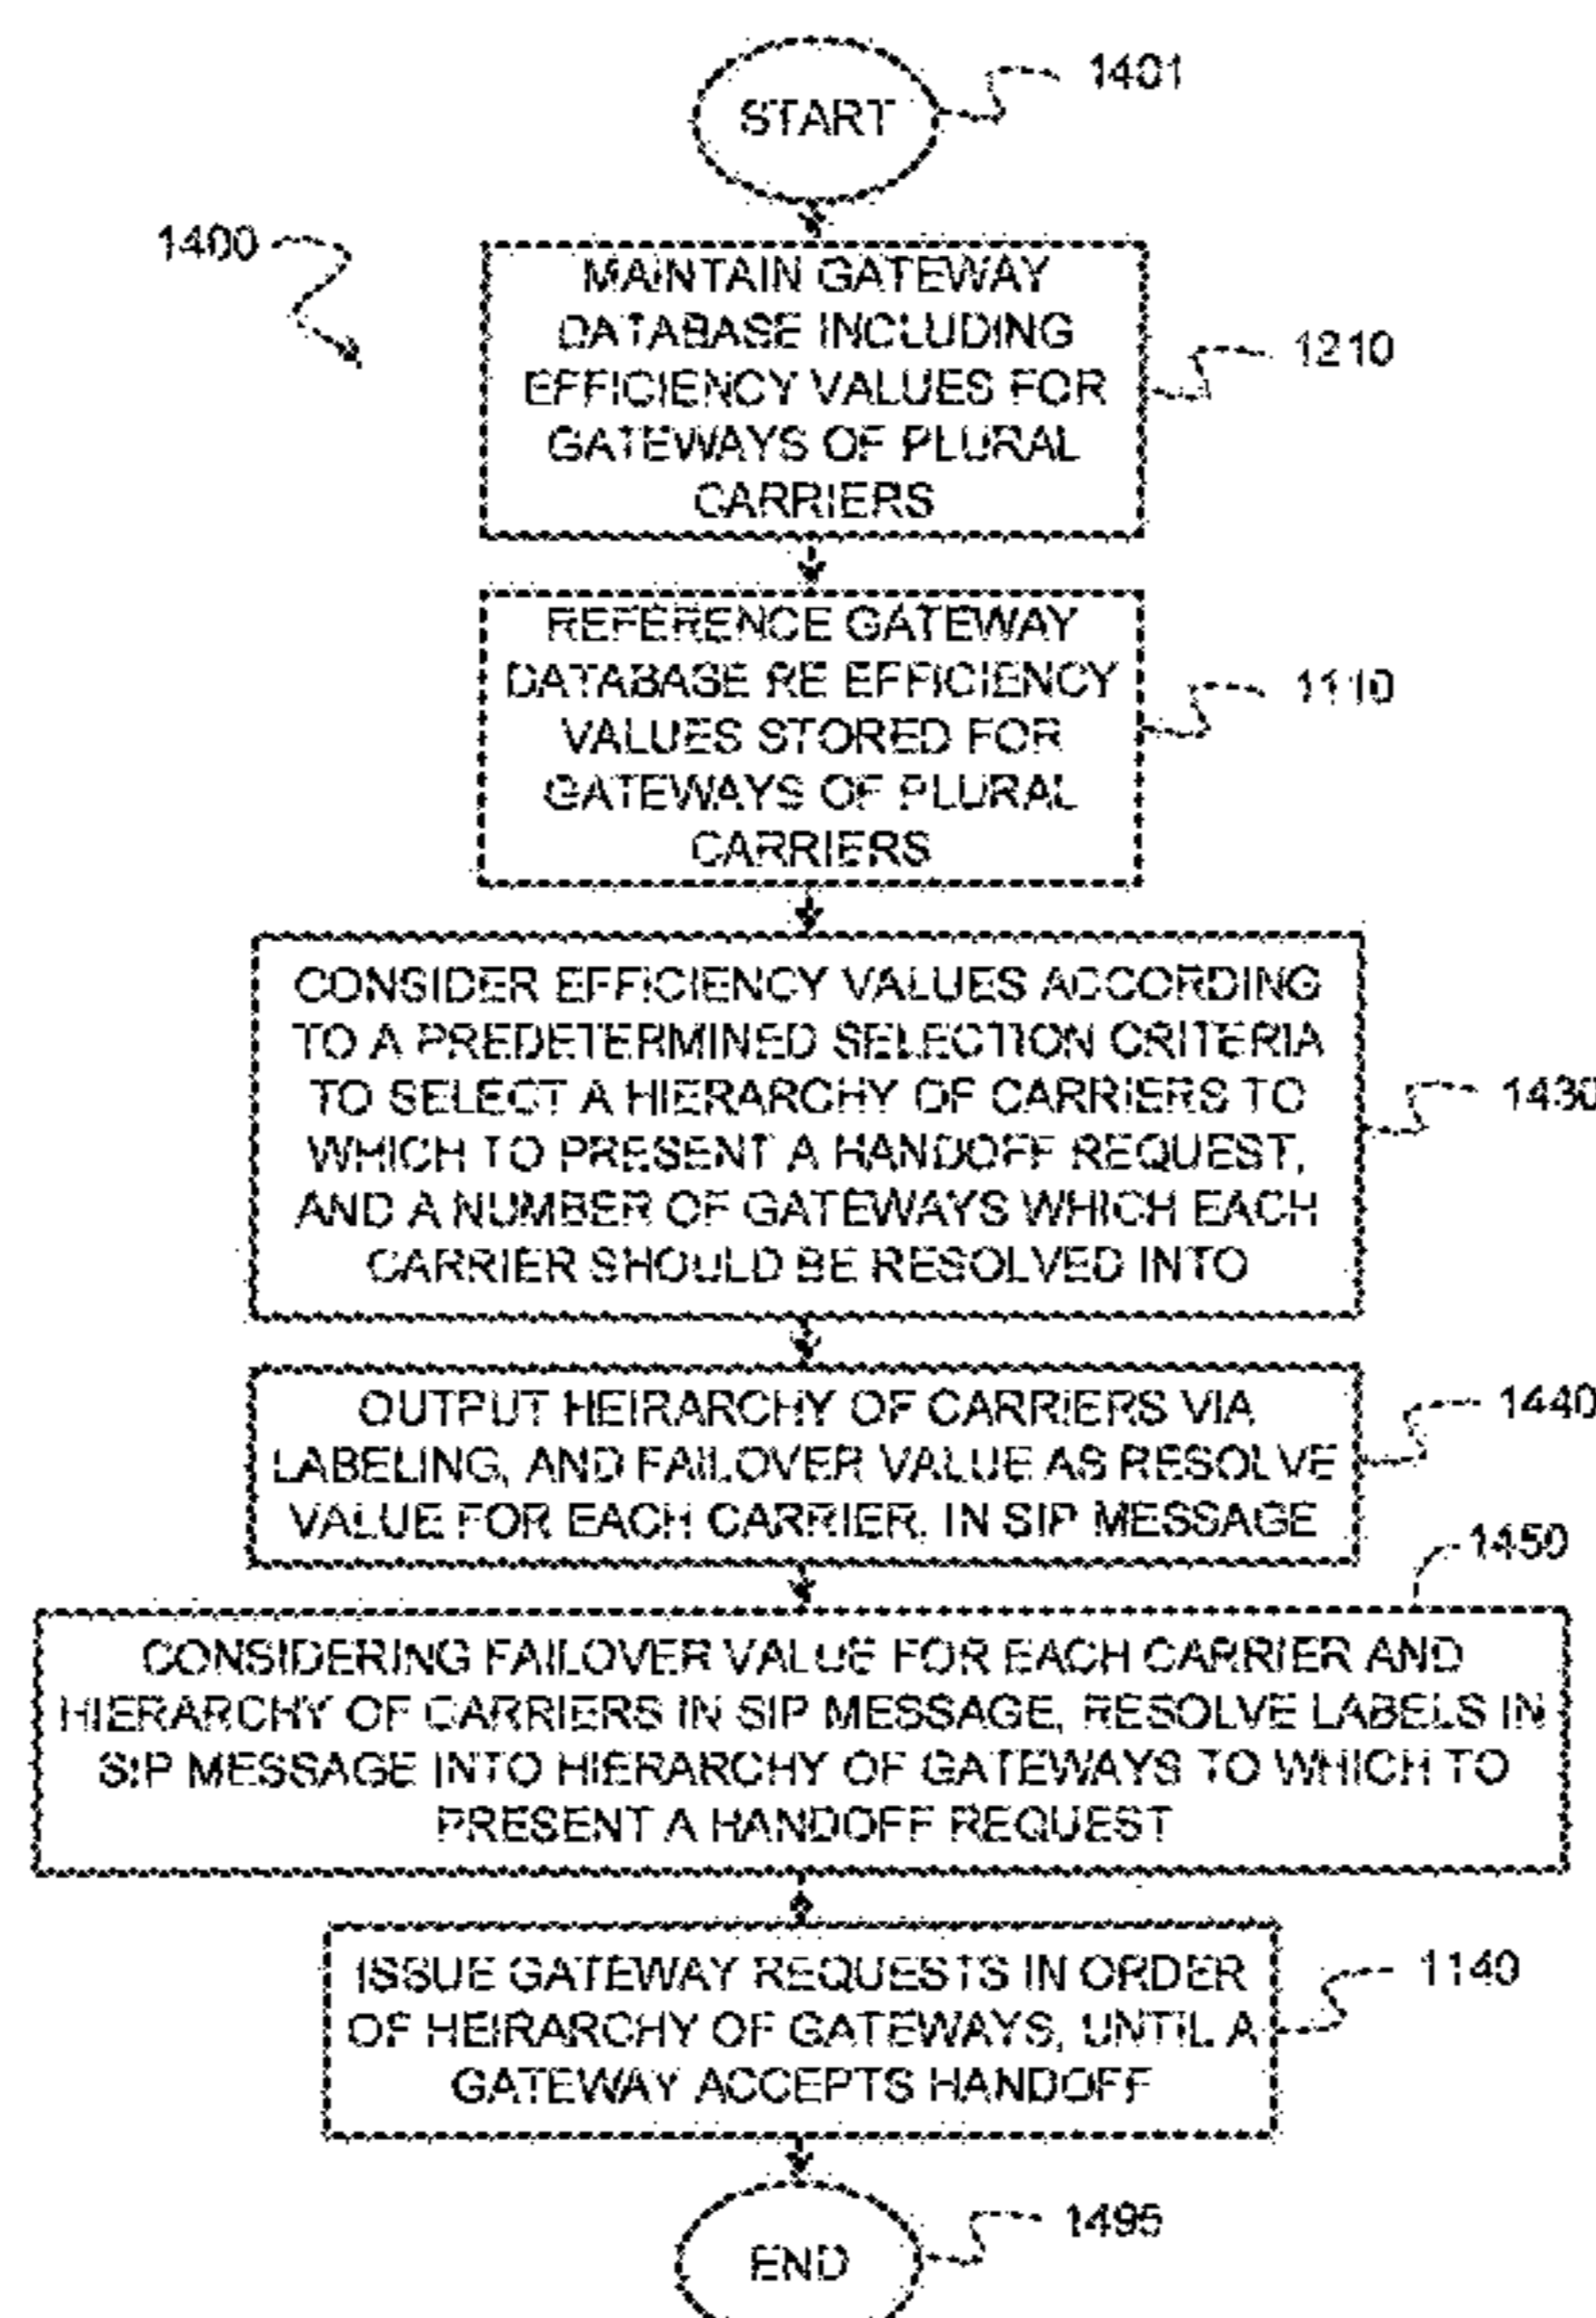 START
1401
1400
MAINTAIN GATEWAY
DATABASE INCLUDING
EFFICIENCY VALUES FOR
GATEWAYS OF PLURAL
CARRIERS
1210
REFERENCE GATEWAY
DATABASE RE EFFICIENCY
VALUES STORED FOR
GATEWAYS OF PLURAL
CARRIERS
1110
CONSIDER EFFICIENCY VALUES ACCORDING
TO A PREDETERMINED SELECTION CRITERIA
TO SELECT A HIERARCHY OF CARRIERS TO
WHICH TO PRESENT A HANDOFF REQUEST,
AND A NUMBER OF GATEWAYS WHICH EACH
CARRIER SHOULD BE RESOLVED INTO
1430
OUTPUT HEIRARCHY OF CARRIERS VIA
LABELING, AND FAILOVER VALUE AS RESOLVE
VALUE FOR EACH CARRIER, IN SIP MESSAGE
1440
1450
CONSIDERING FAILOVER VALUE FOR EACH CARRIER AND
HIERARCHY OF CARRIERS IN SIP MESSAGE, RESOLVE LABELS IN
SIP MESSAGE INTO HIERARCHY OF GATEWAYS TO WHICH TO
PRESENT A HANDOFF REQUEST
ISSUE GATEWAY REQUESTS IN ORDER
OF HEIRARCHY OF GATEWAYS, UNTIL A
GATEWAY ACCEPTS HANDOFF
1140
END
1495